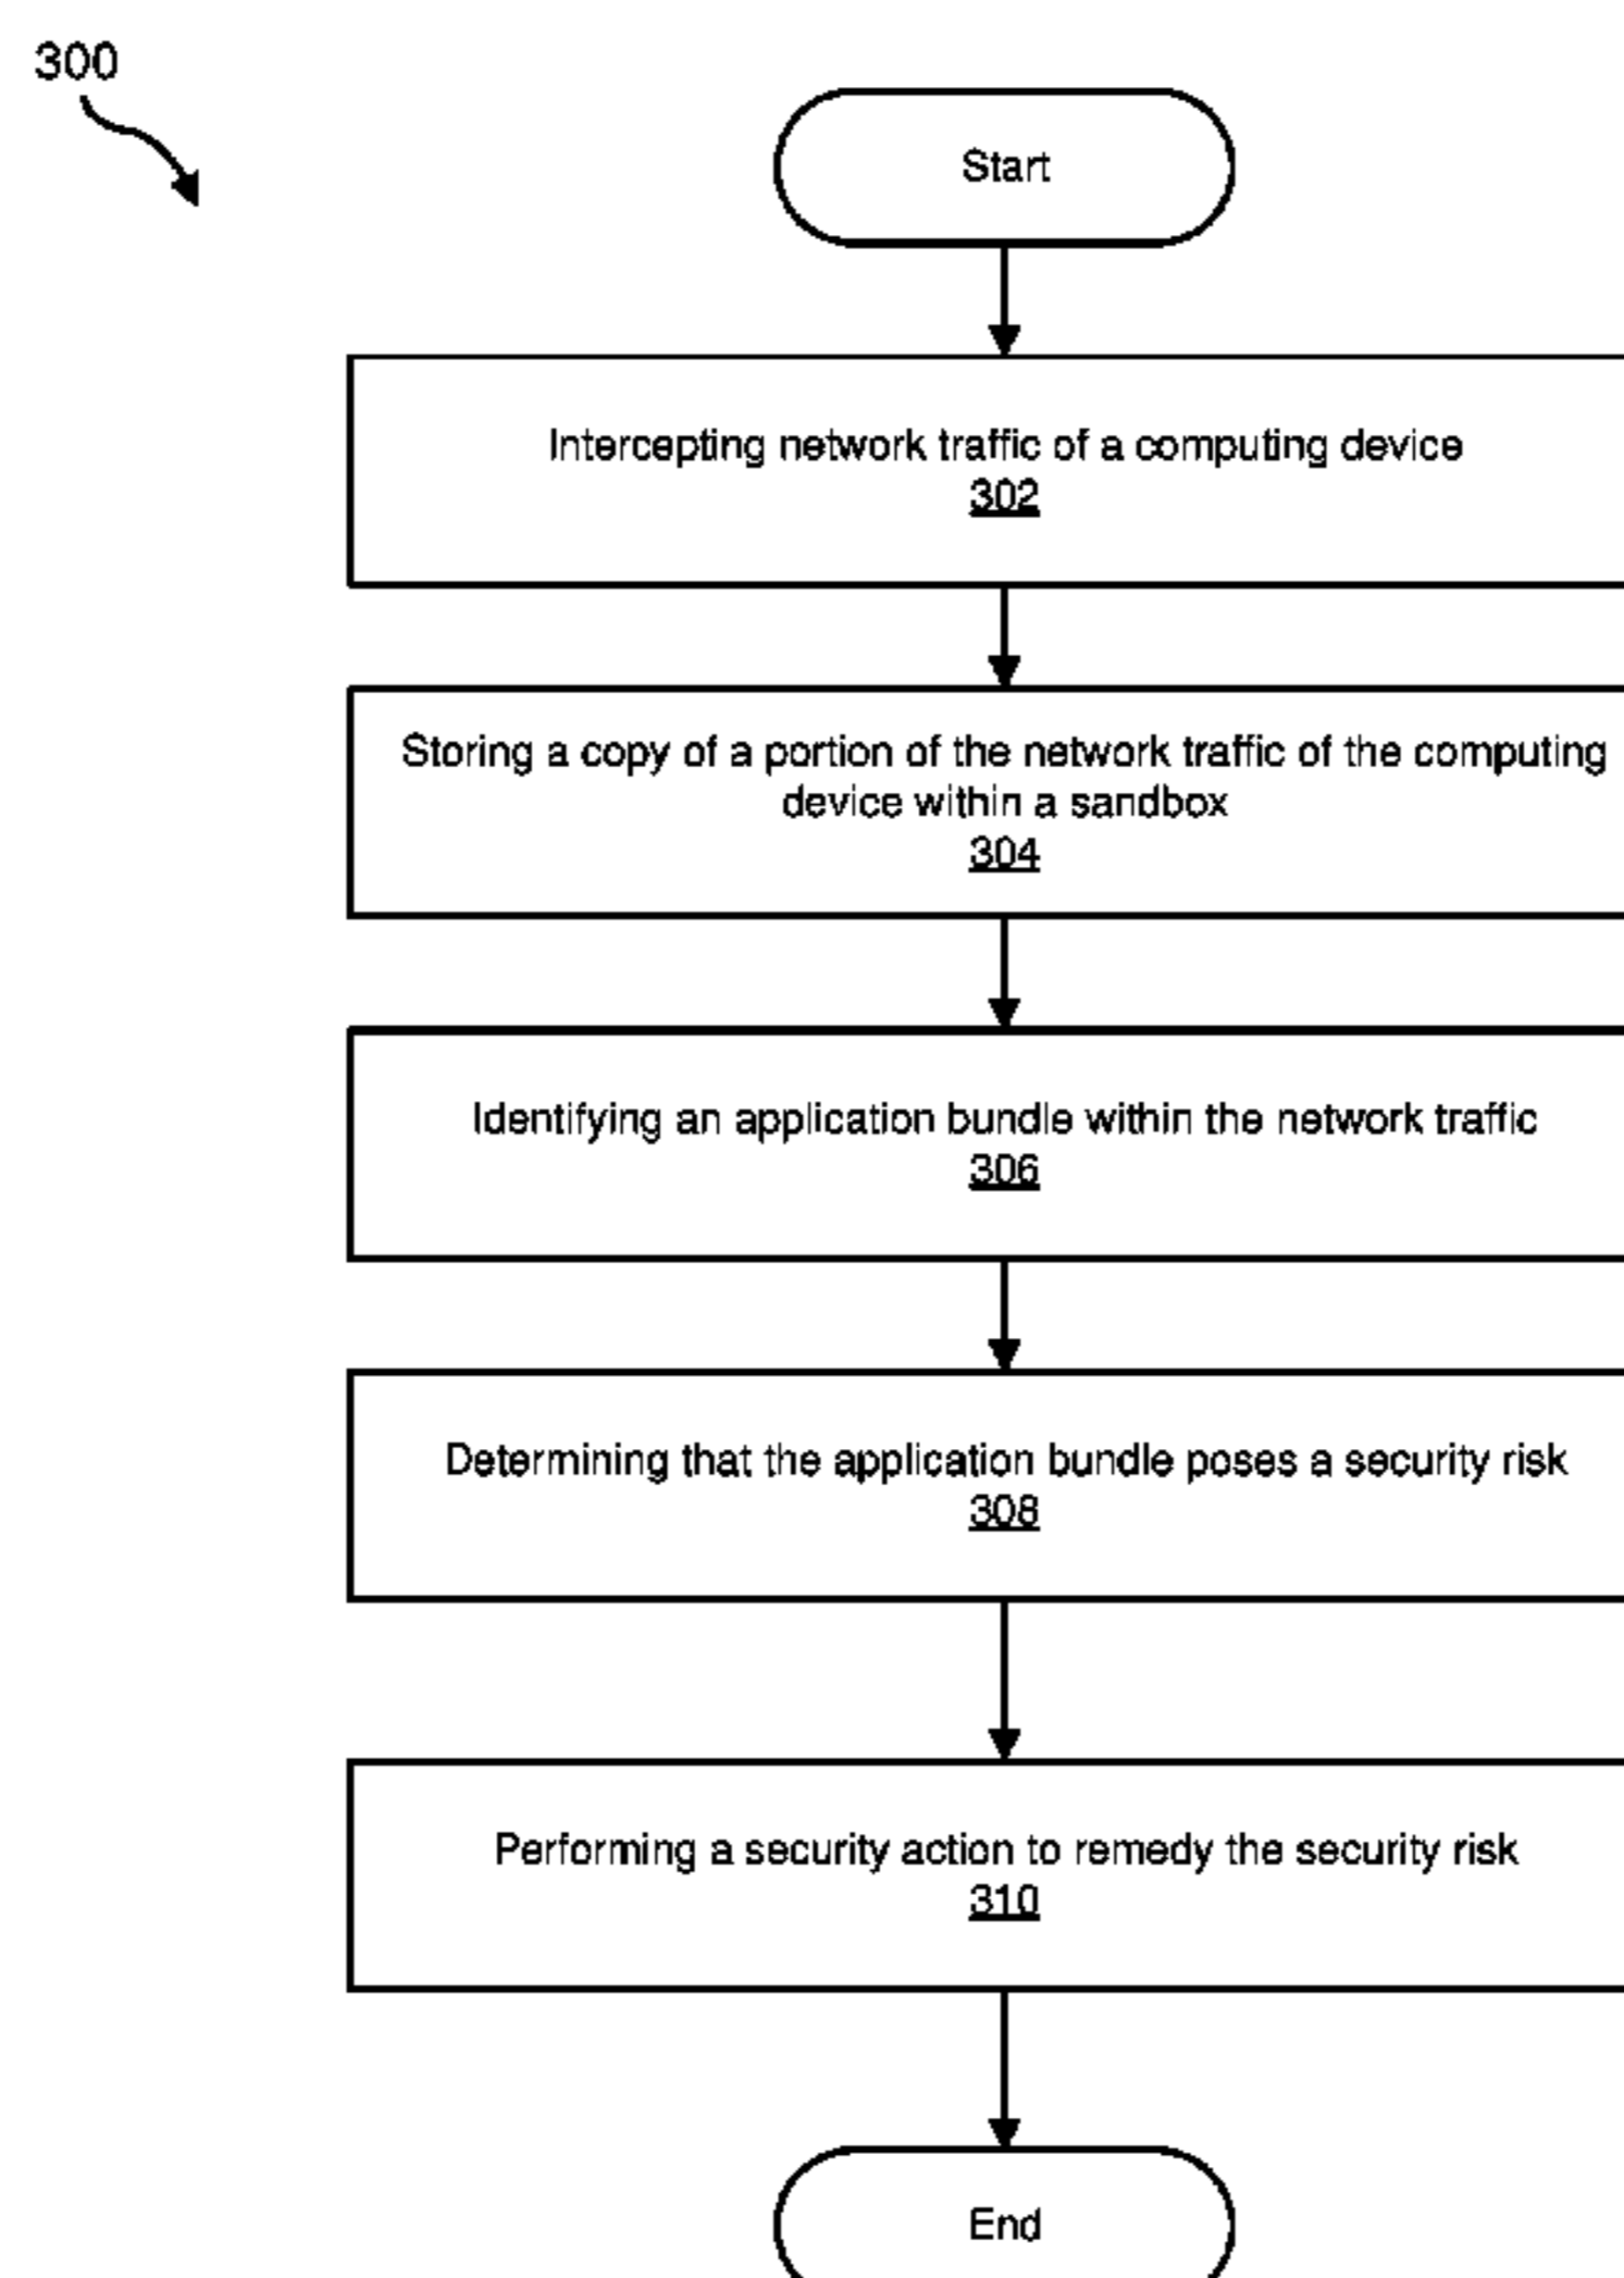 300
Start
Intercepting network traffic of a computing device
302
Storing a copy of a portion of the network traffic of the computing
device within a sandbox
304
Identifying an application bundle within the network traffic
306
Determining that the application bundle poses a security risk
308
Performing a security action to remedy the security risk
310
End